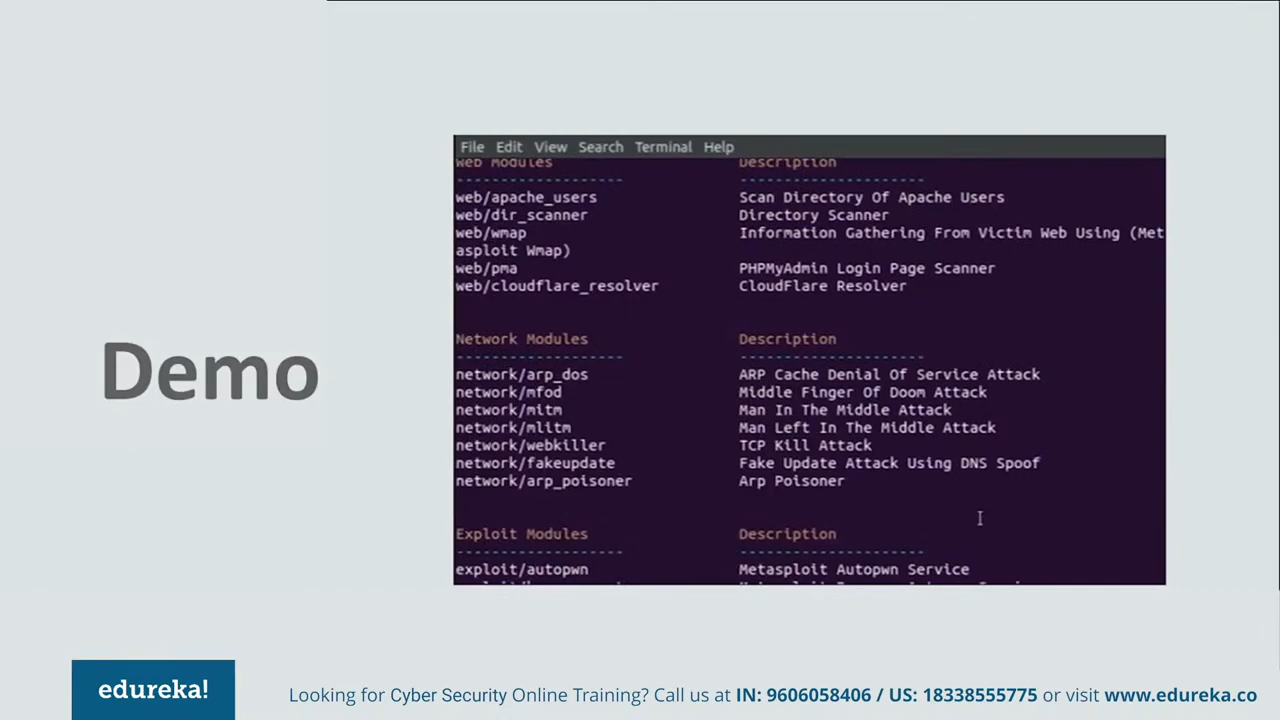 Demo
File Edit View Search Terminal Help
Web Modules Description
------------------- ---------------------
web/apache_users Scan Directory Of Apache Users
web/dir_scanner Directory Scanner
web/wmap Information Gathering From Victim Web Using (Met
asploit Wmap)
web/pma PHPMyAdmin Login Page Scanner
web/cloudflare_resolver CloudFlare Resolver
Network Modules Description
------------------- ---------------------
network/arp_dos ARP Cache Denial Of Service Attack
network/mfod Middle Finger Of Doom Attack
network/mitm Man In The Middle Attack
network/mlitm Man Left In The Middle Attack
network/webkiller TCP Kill Attack
network/fakeupdate Fake Update Attack Using DNS Spoof
network/arp_poisoner Arp Poisoner
Exploit Modules Description
------------------- ---------------------
exploit/autopwn Metasploit Autopwn Service
edureka!
Looking for Cyber Security Online Training? Call us at IN: 9606058406 / US: 18338555775 or visit www.edureka.co